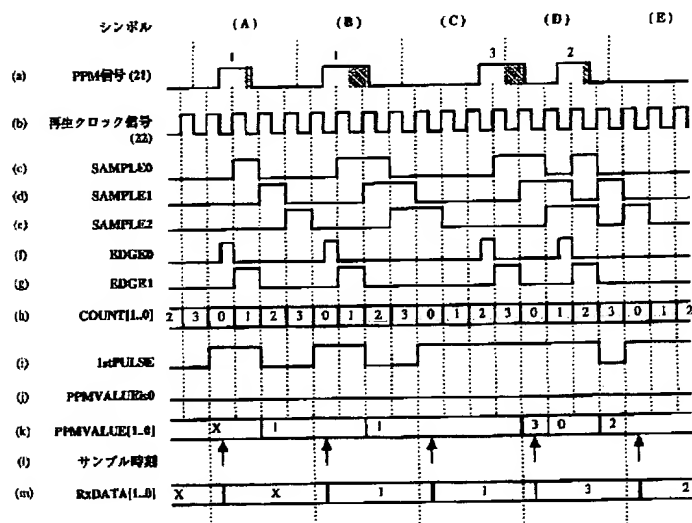 シンボル (A) (B) (C) (D) (E)
1 1 3 2
(a) PPM信号 (21)
(b) 再生クロック信号 (22)
(c) SAMPLE0
(d) SAMPLE1
(e) SAMPLE2
(f) EDGE0
(g) EDGE1
(h) COUNT[1..0] 2 3 0 1 2 3 0 1 2 3 0 1 2 3 0 1 2 3 0 1 2
(i) 1stPULSE
(j) PPMVALUEis0
(k) PPMVALUE[1..0] X 1 1 3 0 2
(l) サンプル時刻
(m) RxDATA[1..0] X X 1 1 3 2